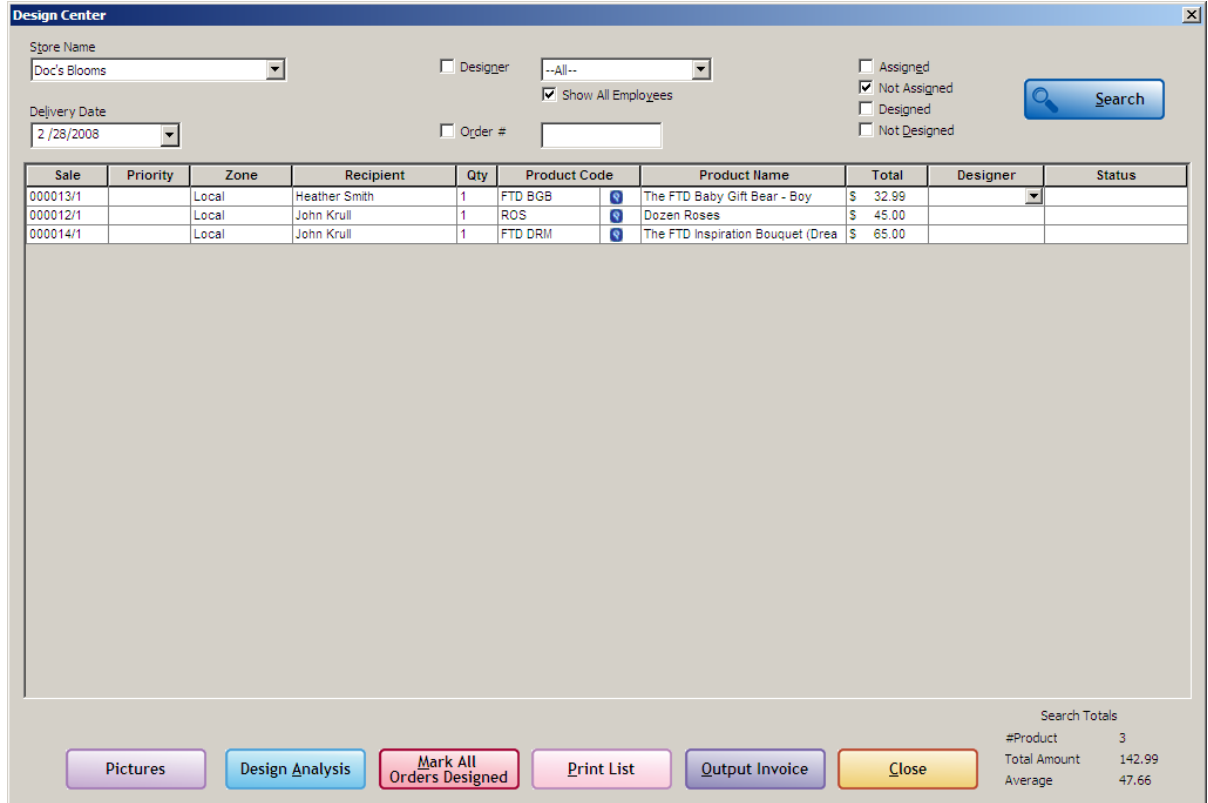 Design Center
Store Name
Doc's Blooms
Delivery Date
2 /28/2008
Designer
--All--
Show All Employees
Order #
Assigned
Not Assigned
Designed
Not Designed
Search
Sale Priority Zone Recipient Qty Product Code Product Name Total Designer Status
000013/1 Local Heather Smith 1 FTD BGB The FTD Baby Gift Bear - Boy $ 32.99
000012/1 Local John Krull 1 ROS Dozen Roses $ 45.00
000014/1 Local John Krull 1 FTD DRM The FTD Inspiration Bouquet (Drea $ 65.00
Search Totals
#Product 3
Total Amount 142.99
Average 47.66
Pictures
Design Analysis
Mark All
Orders Designed
Print List
Output Invoice
Close